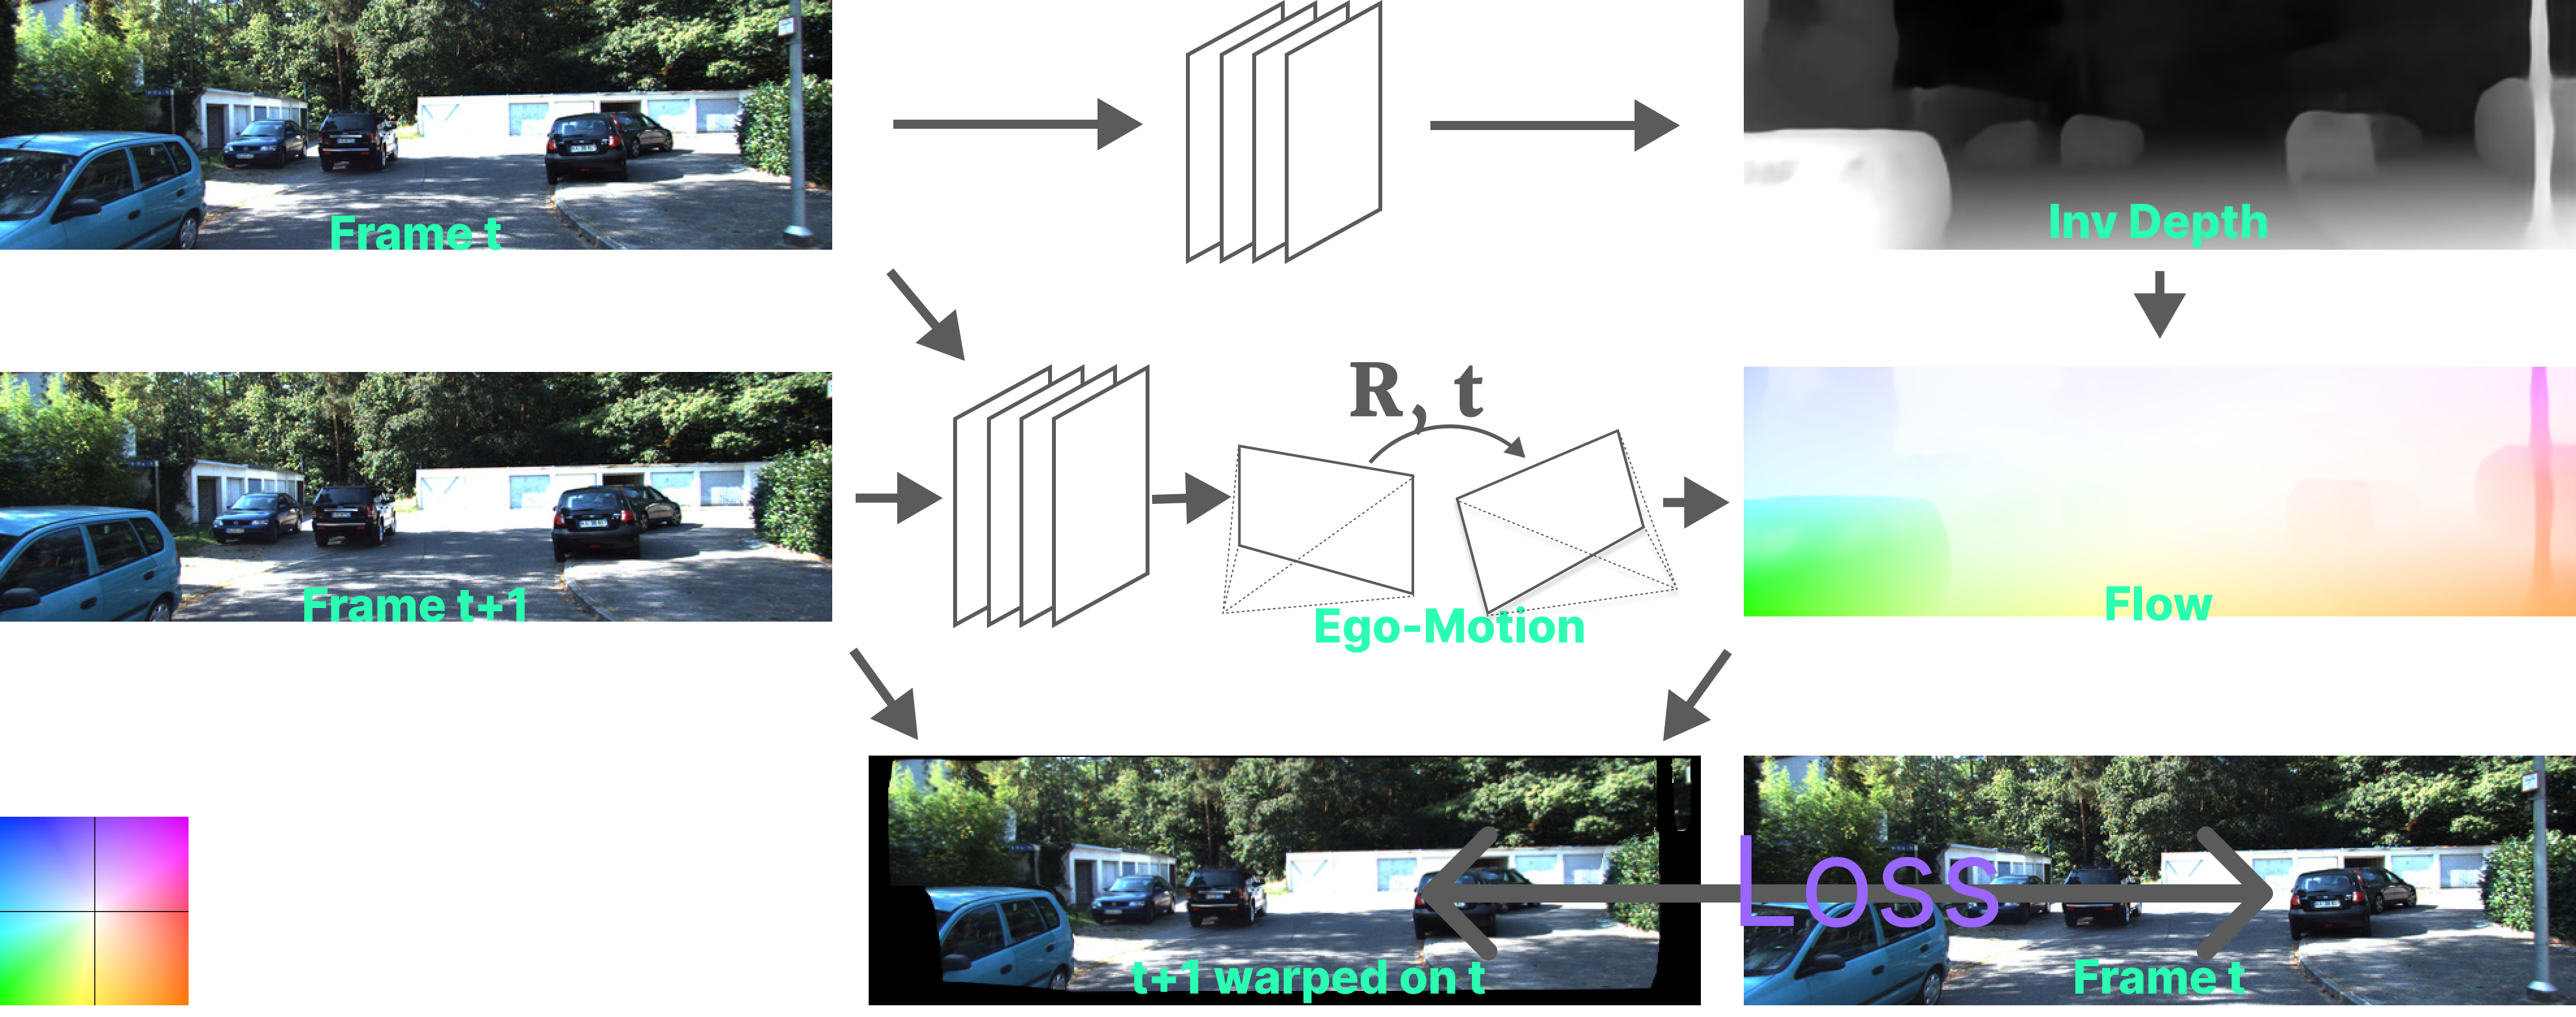 Frame t
Inv Depth
R, t
Frame t+1
Ego-Motion
Flow
Loss
t+1 warped on t
Frame t